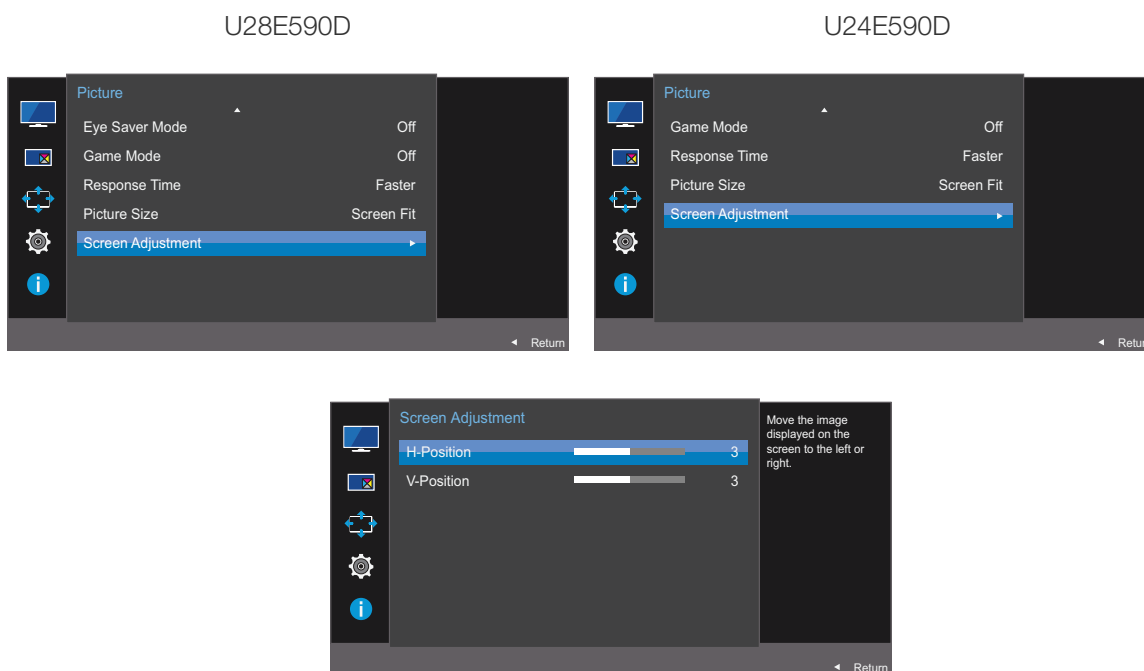 U28E590D
U24E590D
Picture
Eye Saver Mode Off
Game Mode Off
Response Time Faster
Picture Size Screen Fit
Screen Adjustment
Return
Picture
Game Mode Off
Response Time Faster
Picture Size Screen Fit
Screen Adjustment
Retur
Screen Adjustment
H-Position 3
V-Position 3
Move the image
displayed on the
screen to the left or
right.
Return